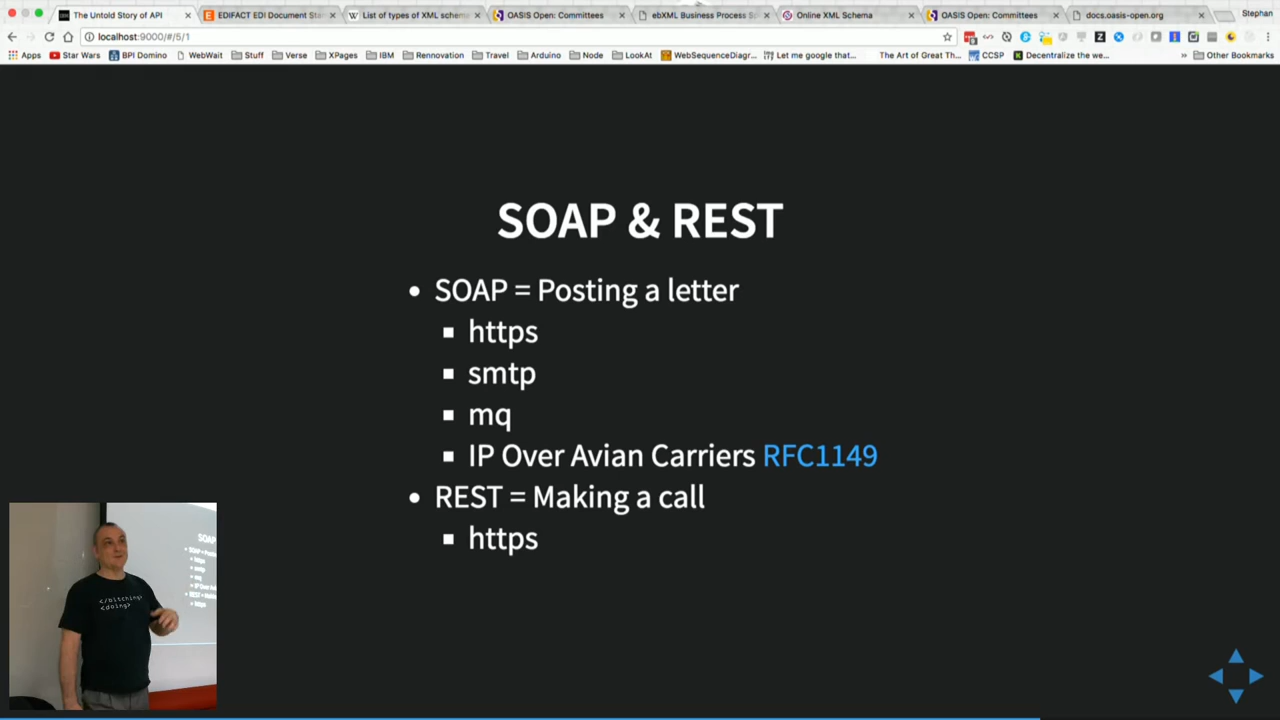 The Untold Story of API
EDIFACT EDI Document Sta
List of types of XML schema
OASIS Open: Committees
ebXML Business Process S
Online XML Schema
OASIS Open: Committees
docs.oasis-open.org
Stephan
localhost:9000/#/5/1
Apps
Star Wars
BPI Domino
WebWait
Stuff
Verse
XPages
IBM
Rennovation
Travel
Arduino
Node
LookAt
WebSequenceDiagr...
Let me google that...
The Art of Great Th...
CCSP
Decentralize the we...
»
Other Bookmarks
SOAP & REST
• SOAP = Posting a letter
▪ https
▪ smtp
▪ mq
▪ IP Over Avian Carriers RFC1149
• REST = Making a call
▪ https
</bitching>
<doing>